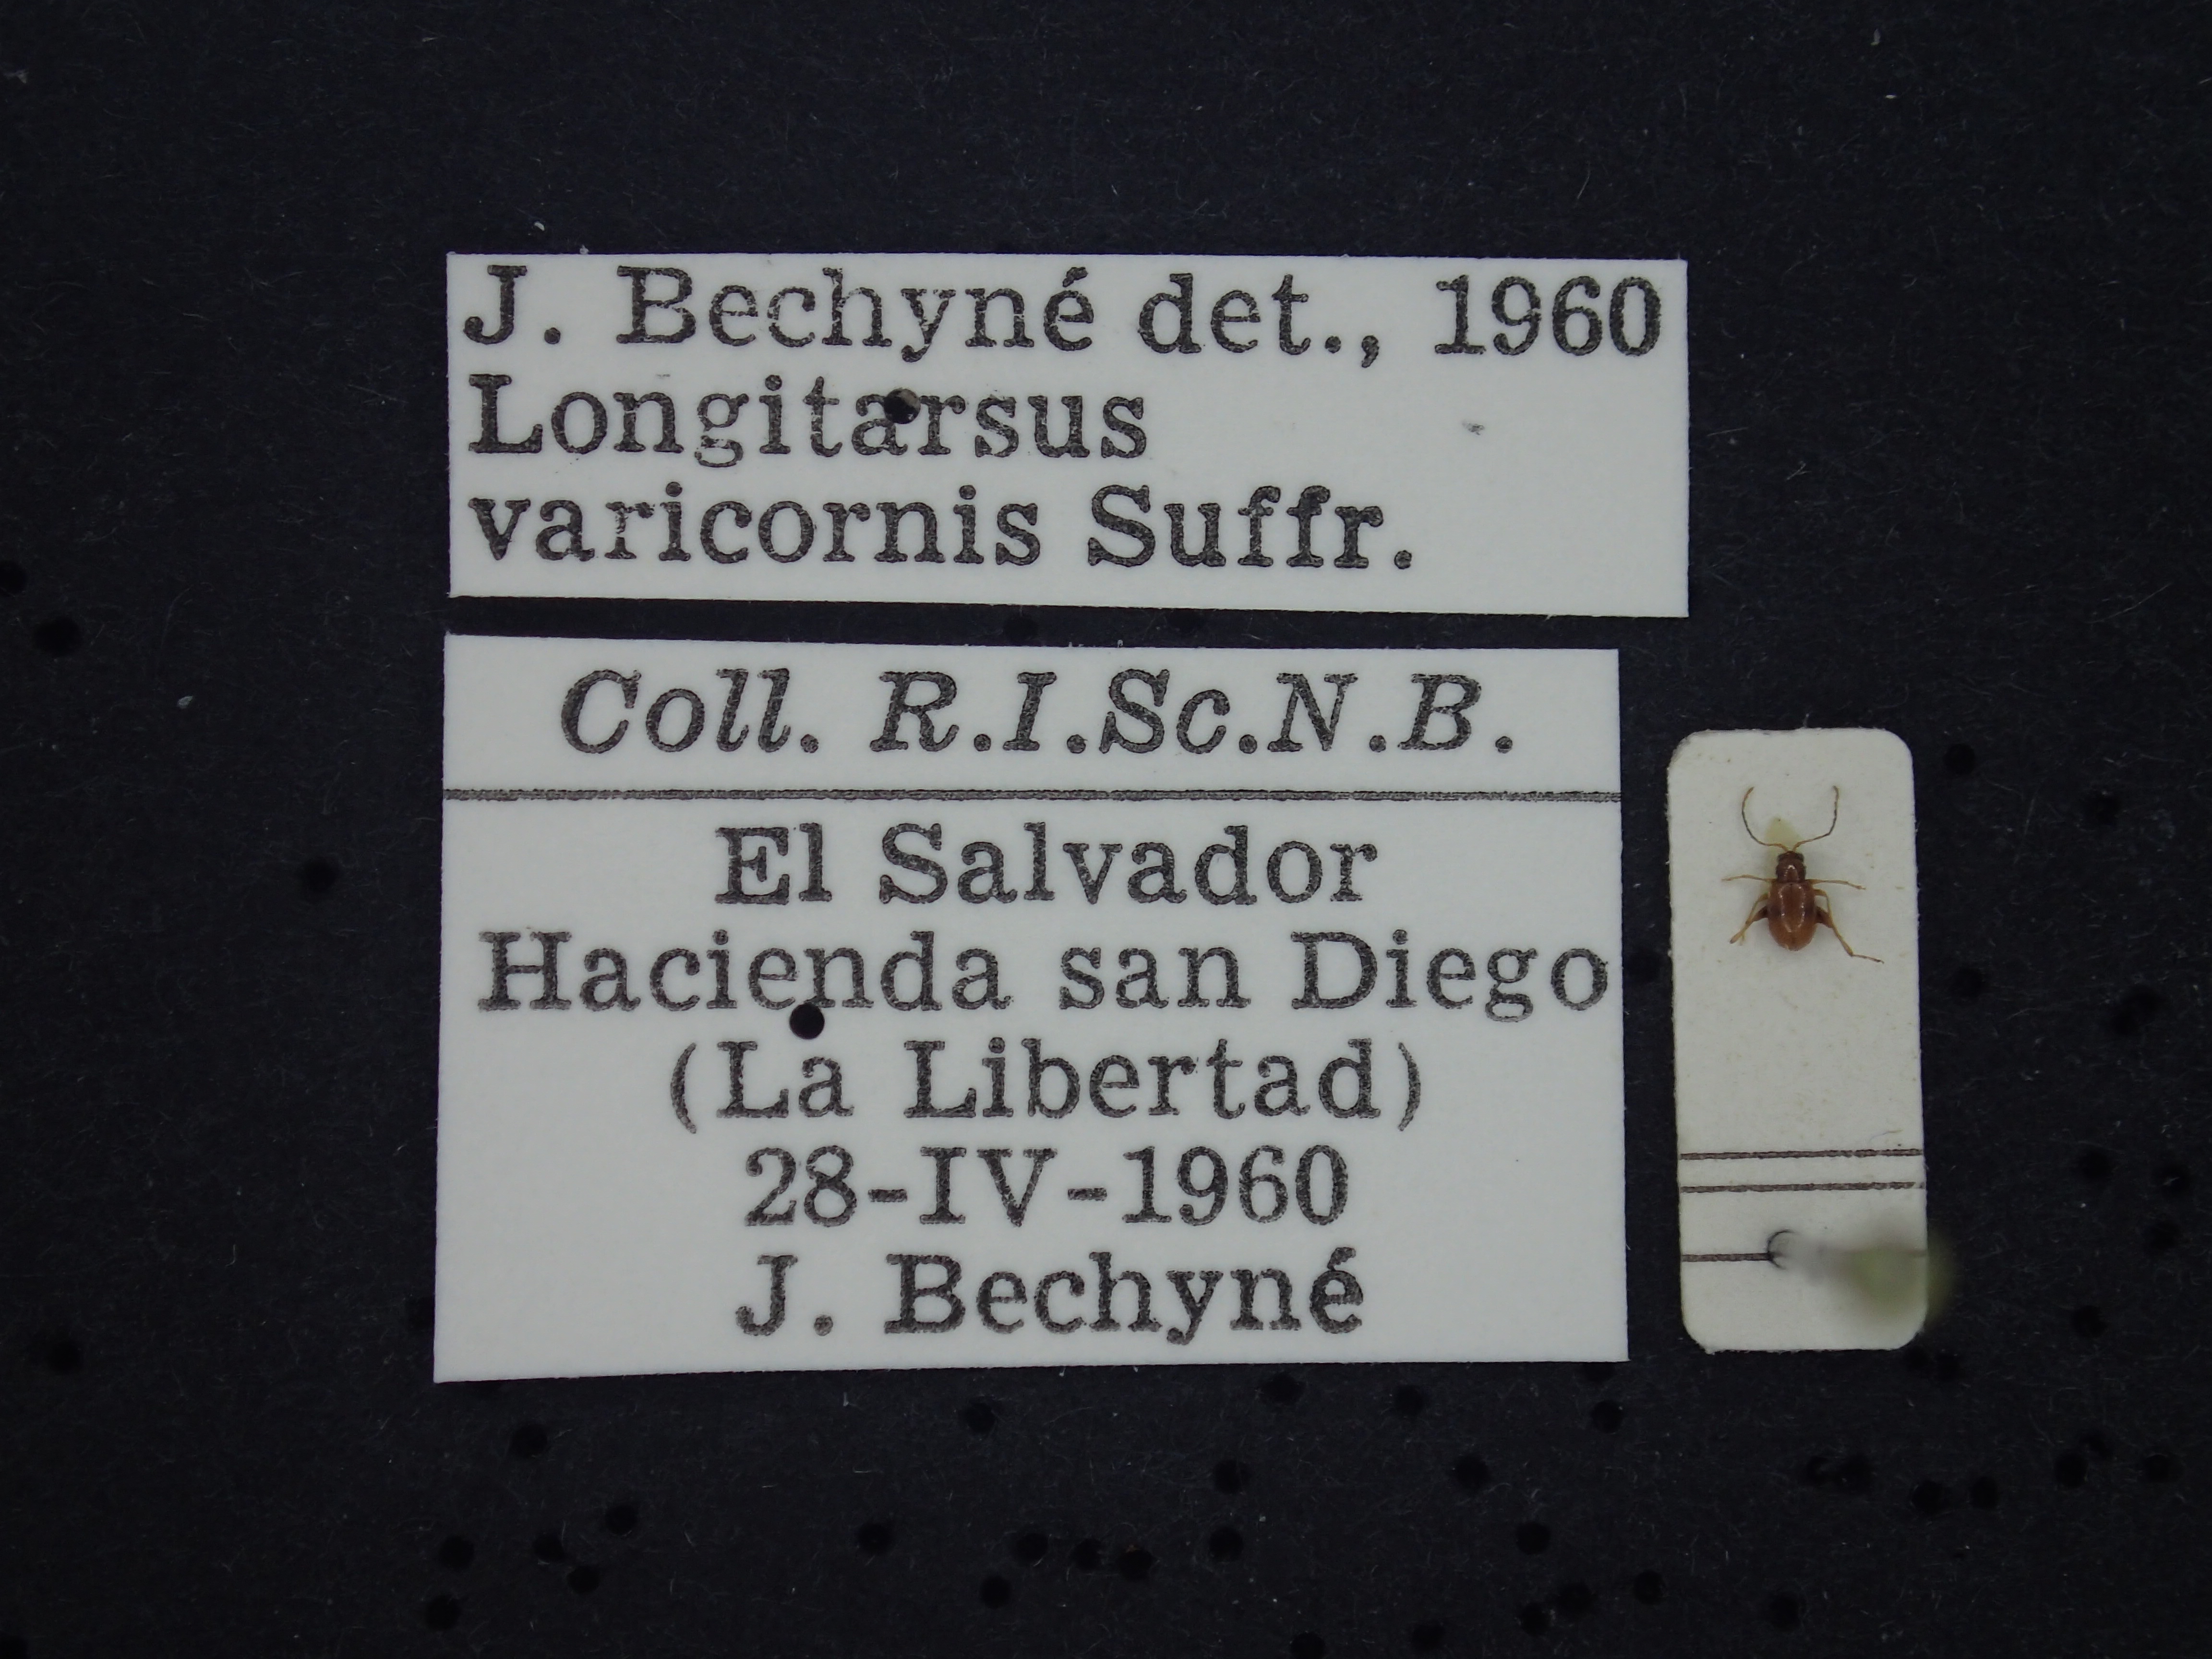 J. Bechyné det., 1960
Longitarsus
varicornis Suffr.
Coll. R.I.Sc.N.B.
El Salvador
Hacienda san Diego
(La Libertad)
28-IV-1960
J. Bechyné